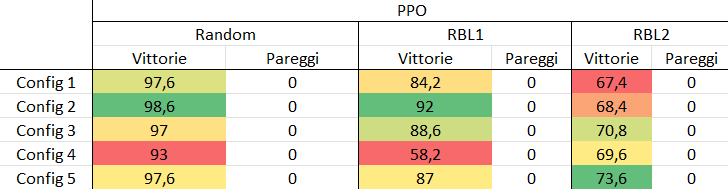 PPO
Random RBL1 RBL2
Vittorie Pareggi Vittorie Pareggi Vittorie Pareggi
Config 1 97,6 0 84,2 0 67,4 0
Config 2 98,6 0 92 0 68,4 0
Config 3 97 0 88,6 0 70,8 0
Config 4 93 0 58,2 0 69,6 0
Config 5 97,6 0 87 0 73,6 0